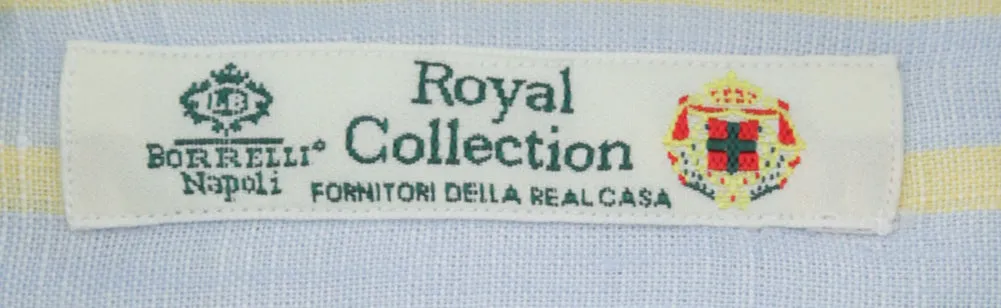 LB
BORRELLI
Napoli
Royal
Collection
FORNITORI DELLA REAL CASA